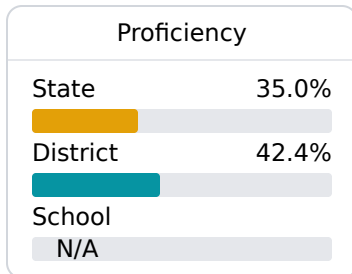 Proficiency
State 35.0%
District 42.4%
School
N/A